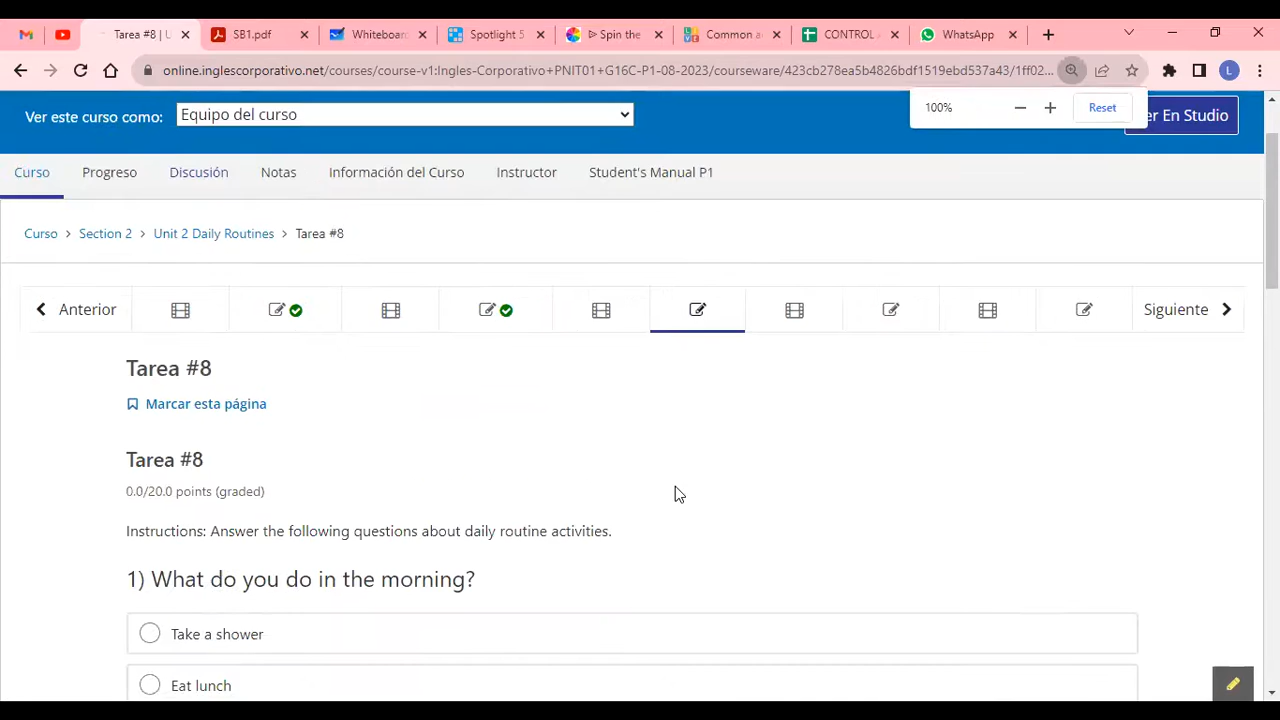 Tarea #8 | U
SB1.pdf
Whiteboar
Spotlight 5
Spin the
Common a
CONTROL
WhatsApp
online.inglescorporativo.net/courses/course-v1:Ingles-Corporativo+PNIT01+G16C-P1-08-2023/courseware/423cb278ea5b4826bdf1519ebd537a43/1ff02...
L
100%
Reset
Ver este curso como:
Equipo del curso
er En Studio
Curso
Progreso
Discusión
Notas
Información del Curso
Instructor
Student's Manual P1
Curso > Section 2 > Unit 2 Daily Routines > Tarea #8
Anterior
Siguiente
Tarea #8
Marcar esta página
Tarea #8
0.0/20.0 points (graded)
Instructions: Answer the following questions about daily routine activities.
1) What do you do in the morning?
Take a shower
Eat lunch